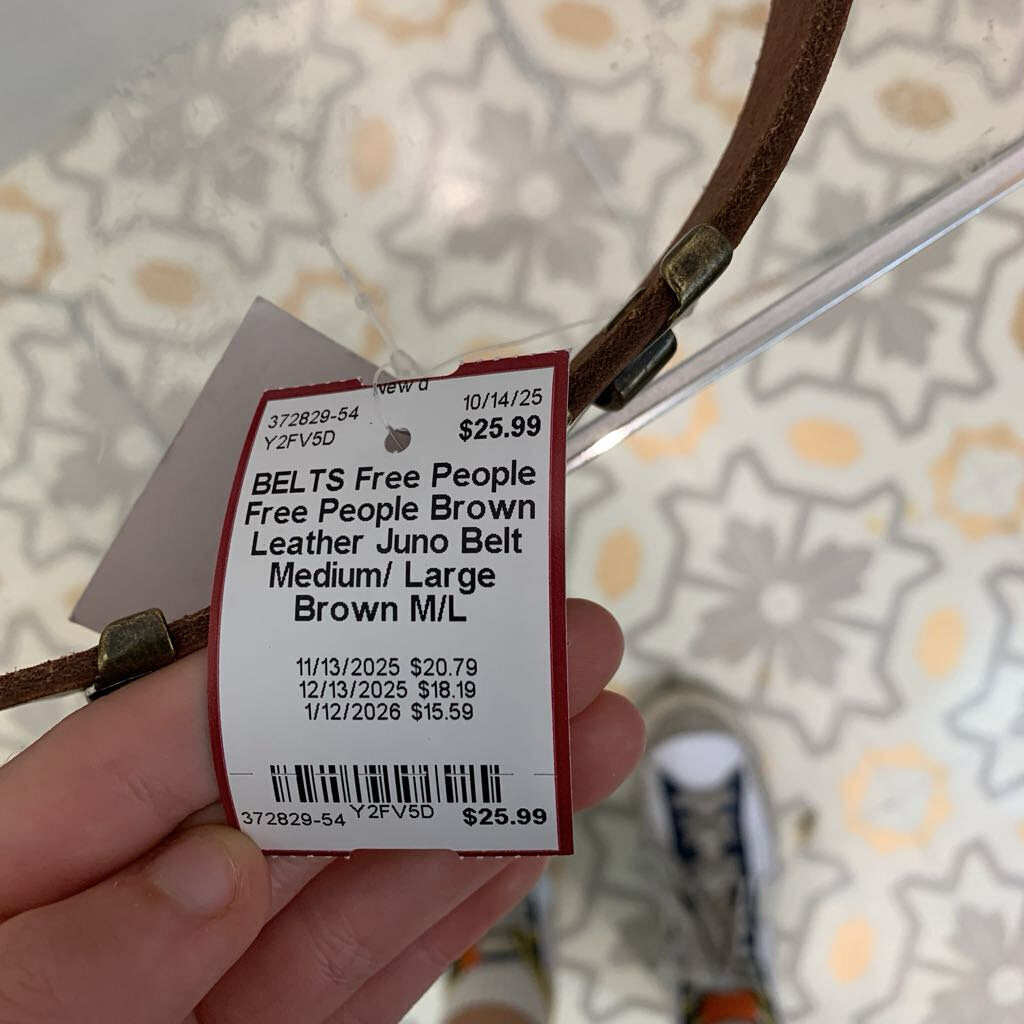 New d
372829-54 10/14/25
Y2FV5D $25.99
BELTS Free People
Free People Brown
Leather Juno Belt
Medium/ Large
Brown M/L
11/13/2025 $20.79
12/13/2025 $18.19
1/12/2026 $15.59
372829-54 Y2FV5D $25.99